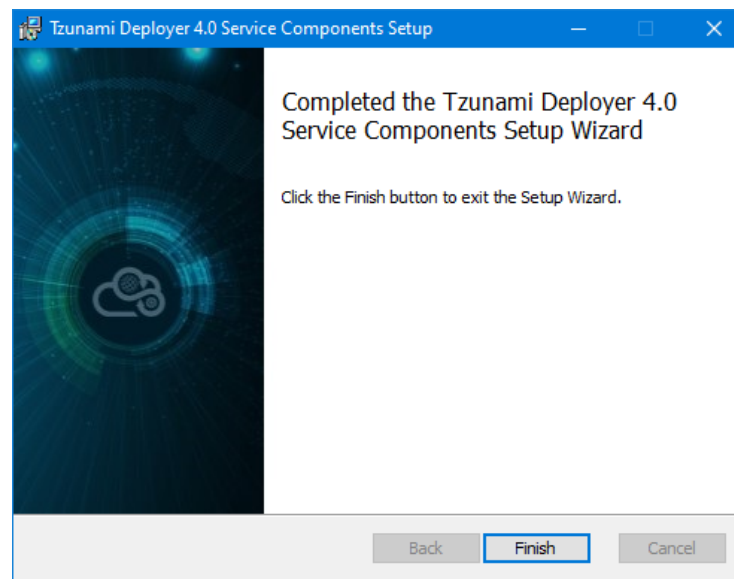 Tzunami Deployer 4.0 Service Components Setup
Completed the Tzunami Deployer 4.0
Service Components Setup Wizard
Click the Finish button to exit the Setup Wizard.
Back
Finish
Cancel